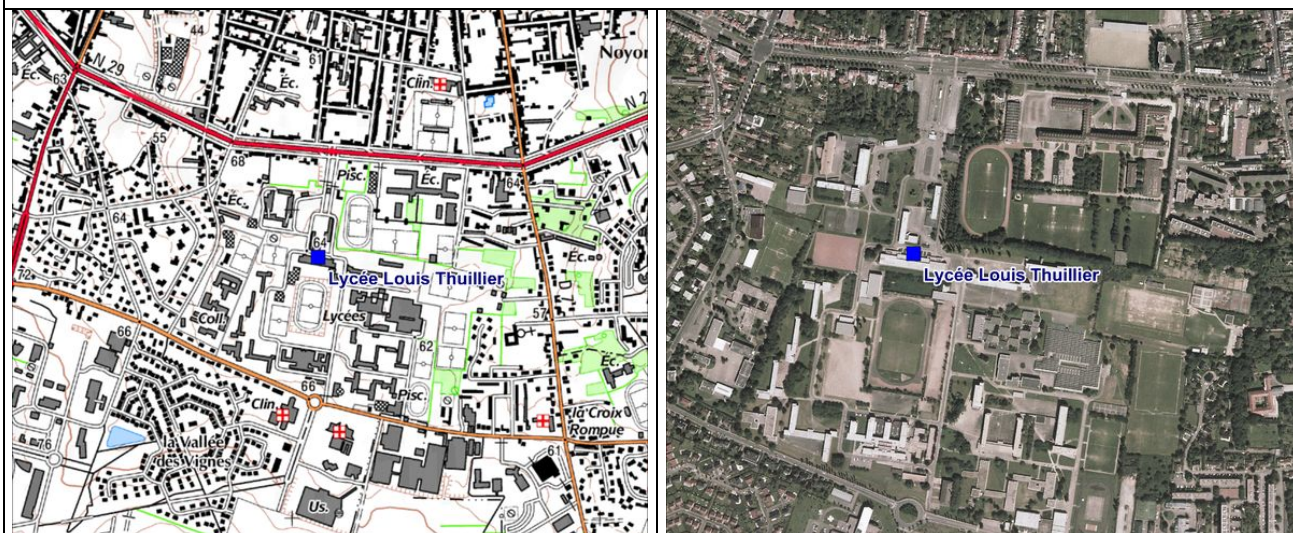 44
61
Noyon
N 29
63
Éc.
Éc.
Clin.
N 2
55
68
Pisc.
Éc.
64
64
Éc.
64
Éc.
Lycée Louis Thuillier
72
Coll.
Lycées
57
66
62
Éc
66
Clin.
Pisc.
la Croix
Rompue
la Vallée
des Vignes
76
61
Us.
Lycée Louis Thuillier